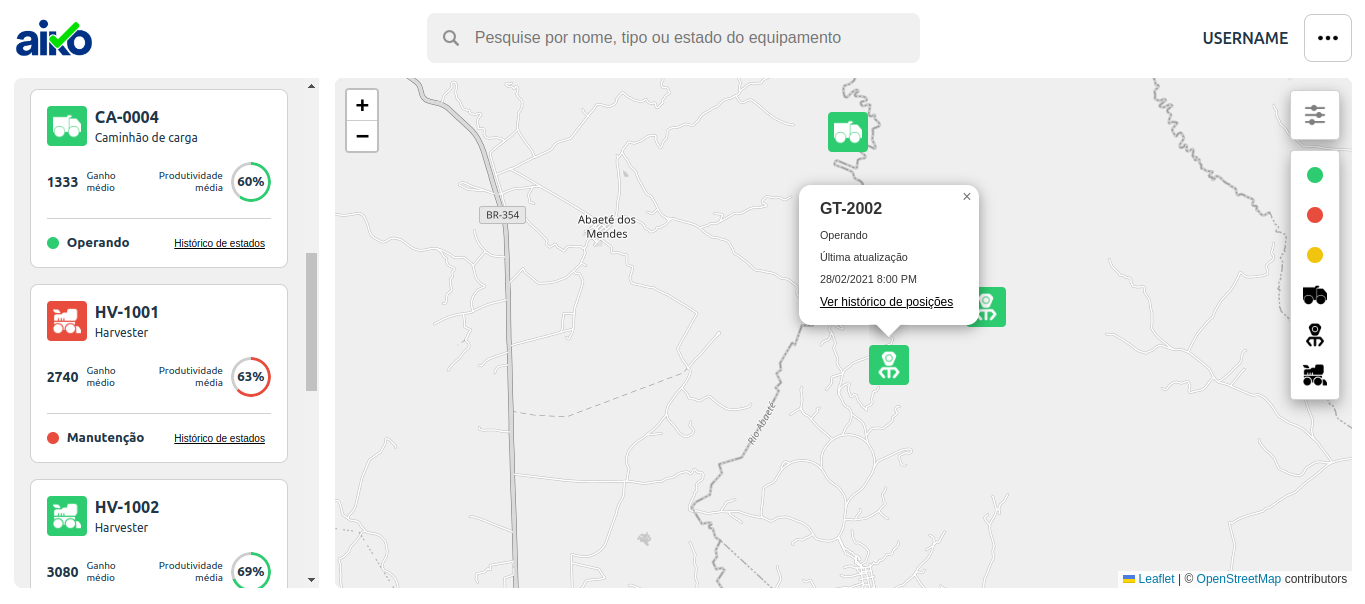 aiko
Pesquise por nome, tipo ou estado do equipamento
USERNAME
CA-0004
Caminhão de carga
1333
Ganho
médio
Produtividade
média
60%
Operando
Histórico de estados
HV-1001
Harvester
2740
Ganho
médio
Produtividade
média
63%
Manutenção
Histórico de estados
HV-1002
Harvester
3080
Ganho
médio
Produtividade
média
69%
+
−
BR-354
Abaeté dos
Mendes
GT-2002
×
Operando
Última atualização
28/02/2021 8:00 PM
Ver histórico de posições
Rio Abaeté
Leaflet | © OpenStreetMap contributors